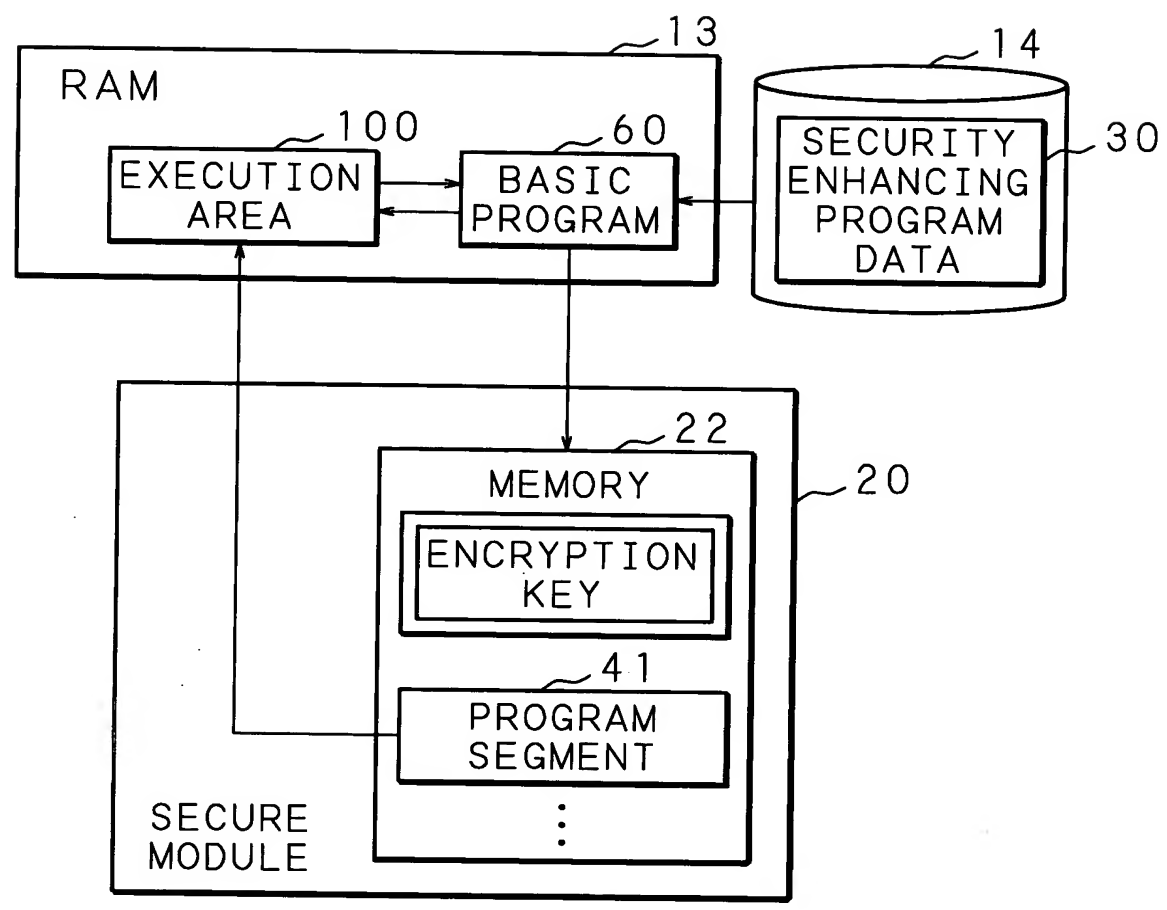 13
RAM
14
100
60
EXECUTION
AREA
BASIC
PROGRAM
SECURITY
ENHANCING
PROGRAM
DATA
30
22
20
MEMORY
ENCRYPTION
KEY
41
PROGRAM
SEGMENT
SECURE
MODULE